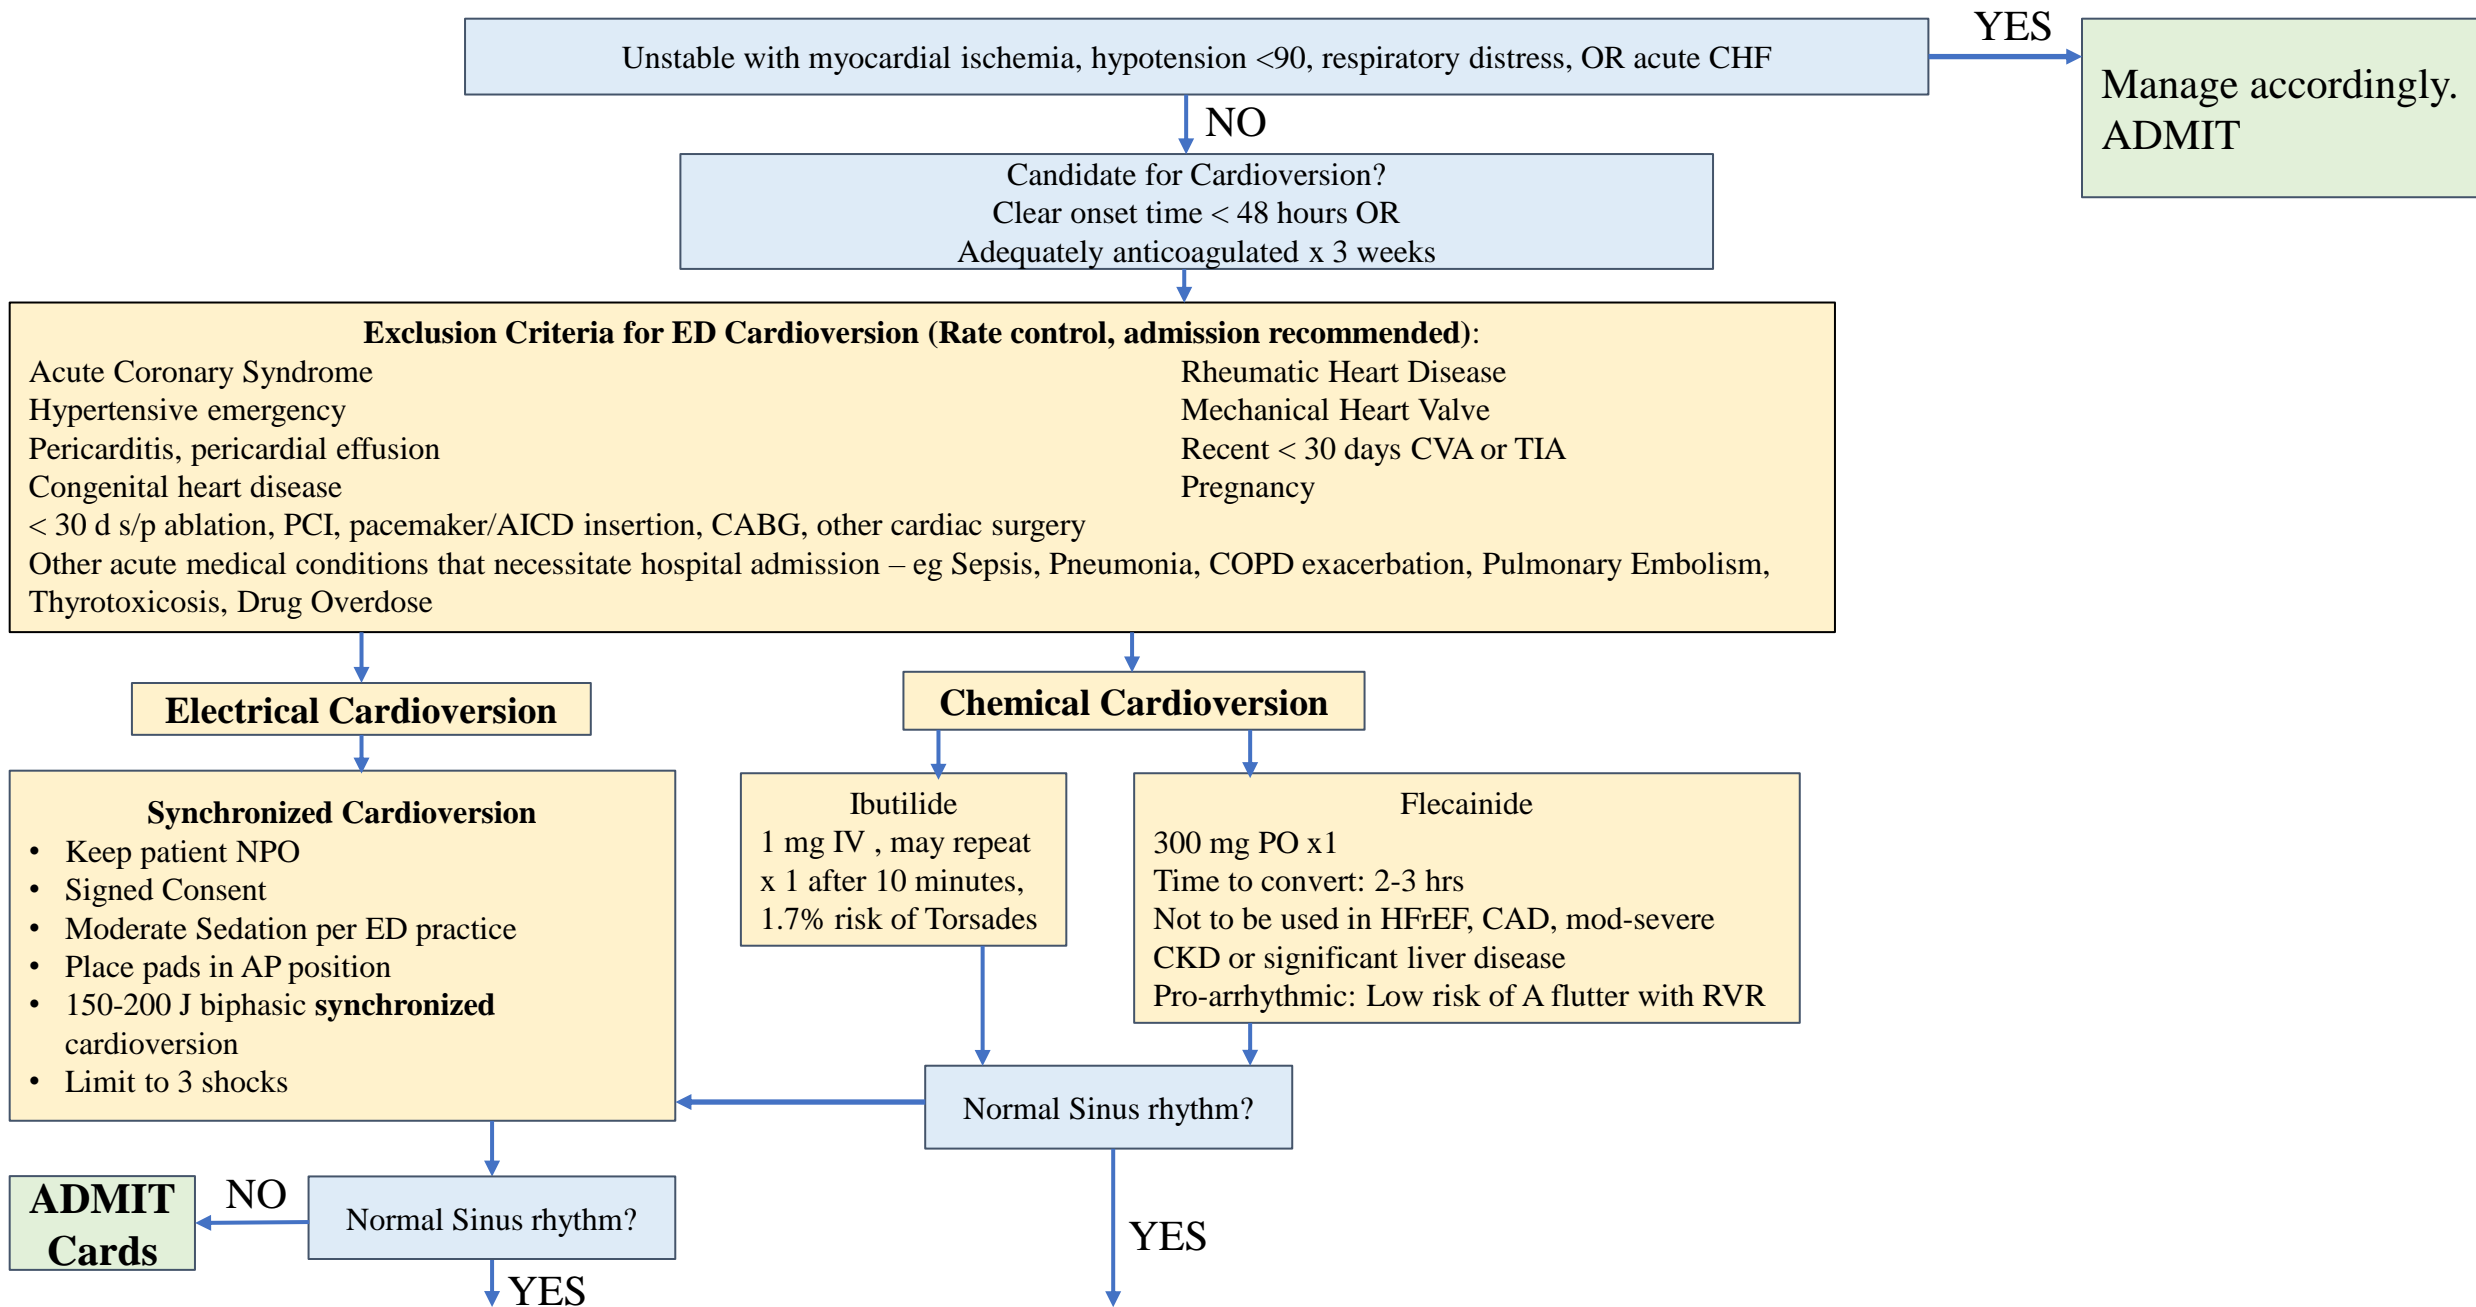 Unstable with myocardial ischemia, hypotension <90, respiratory distress, OR acute CHF
YES
Manage accordingly.
ADMIT
NO
Candidate for Cardioversion?
Clear onset time < 48 hours OR
Adequately anticoagulated x 3 weeks
Exclusion Criteria for ED Cardioversion (Rate control, admission recommended):
Acute Coronary Syndrome
Hypertensive emergency
Pericarditis, pericardial effusion
Congenital heart disease
Rheumatic Heart Disease
Mechanical Heart Valve
Recent < 30 days CVA or TIA
Pregnancy
< 30 d s/p ablation, PCI, pacemaker/AICD insertion, CABG, other cardiac surgery
Other acute medical conditions that necessitate hospital admission – eg Sepsis, Pneumonia, COPD exacerbation, Pulmonary Embolism,
Thyrotoxicosis, Drug Overdose
Electrical Cardioversion
Chemical Cardioversion
Synchronized Cardioversion
• Keep patient NPO
• Signed Consent
• Moderate Sedation per ED practice
• Place pads in AP position
• 150-200 J biphasic synchronized
cardioversion
• Limit to 3 shocks
Ibutilide
1 mg IV , may repeat
x 1 after 10 minutes,
1.7% risk of Torsades
Flecainide
300 mg PO x1
Time to convert: 2-3 hrs
Not to be used in HFrEF, CAD, mod-severe
CKD or significant liver disease
Pro-arrhythmic: Low risk of A flutter with RVR
Normal Sinus rhythm?
YES
Normal Sinus rhythm?
NO
ADMIT
Cards
YES